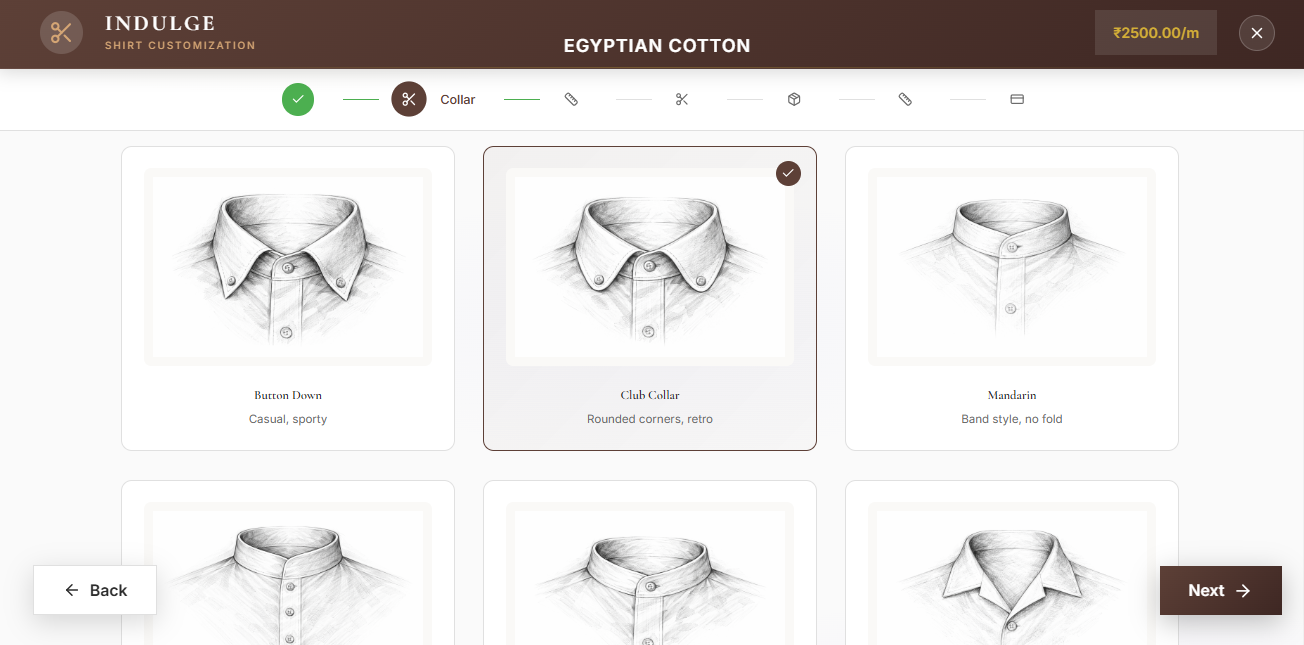 INDULGE
SHIRT CUSTOMIZATION
EGYPTIAN COTTON
₹2500.00/m
Collar
Button Down
Casual, sporty
Club Collar
Rounded corners, retro
Mandarin
Band style, no fold
Back
Next